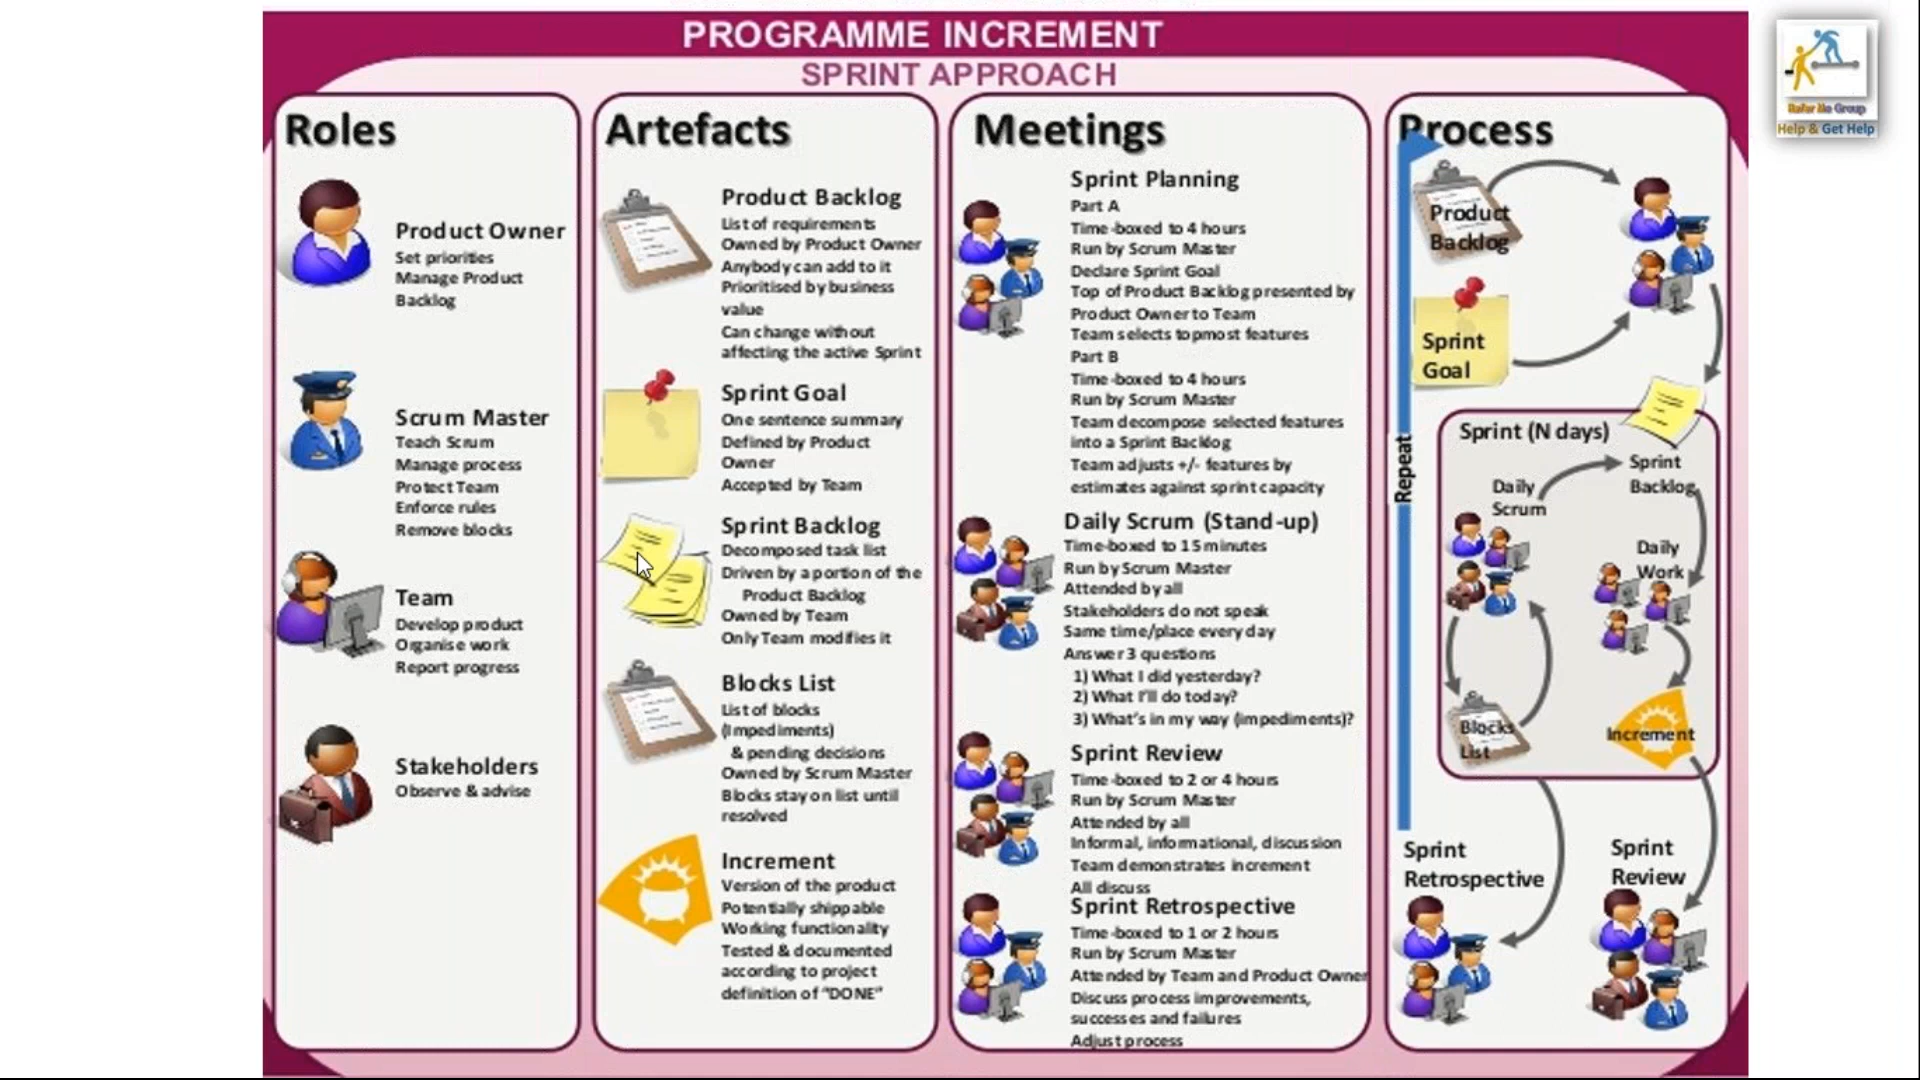 PROGRAMME INCREMENT
SPRINT APPROACH
Roles
Product Owner
Set priorities
Manage Product
Backlog
Scrum Master
Teach Scrum
Manage process
Protect Team
Enforce rules
Remove blocks
Team
Develop product
Organise work
Report progress
Stakeholders
Observe & advise
Artefacts
Product Backlog
List of requirements
Owned by Product Owner
Anybody can add to it
Prioritised by business
value
Can change without
affecting the active Sprint
Sprint Goal
One sentence summary
Defined by Product
Owner
Accepted by Team
Sprint Backlog
Decomposed task list
Driven by a portion of the
Product Backlog
Owned by Team
Only Team modifies it
Blocks List
List of blocks
(Impediments)
& pending decisions
Owned by Scrum Master
Blocks stay on list until
resolved
Increment
Version of the product
Potentially shippable
Working functionality
Tested & documented
according to project
definition of "DONE"
Meetings
Sprint Planning
Part A
Time-boxed to 4 hours
Run by Scrum Master
Declare Sprint Goal
Top of Product Backlog presented by
Product Owner to Team
Team selects topmost features
Part B
Time-boxed to 4 hours
Run by Scrum Master
Team decompose selected features
into a Sprint Backlog
Team adjusts +/- features by
estimates against sprint capacity
Daily Scrum (Stand-up)
Time-boxed to 15 minutes
Run by Scrum Master
Attended by all
Stakeholders do not speak
Same time/place every day
Answer 3 questions
1) What I did yesterday?
2) What I'll do today?
3) What's in my way (impediments)?
Sprint Review
Time-boxed to 2 or 4 hours
Run by Scrum Master
Attended by all
Informal, informational, discussion
Team demonstrates increment
All discuss
Sprint Retrospective
Time-boxed to 1 or 2 hours
Run by Scrum Master
Attended by Team and Product Owner
Discuss process improvements,
successes and failures
Adjust process
Process
Product
Backlog
Sprint
Goal
Repeat
Sprint (N days)
Daily
Scrum
Sprint
Backlog
Daily
Work
Blocks
List
Increment
Sprint
Retrospective
Sprint
Review
Refer Me Group
Help & Get Help